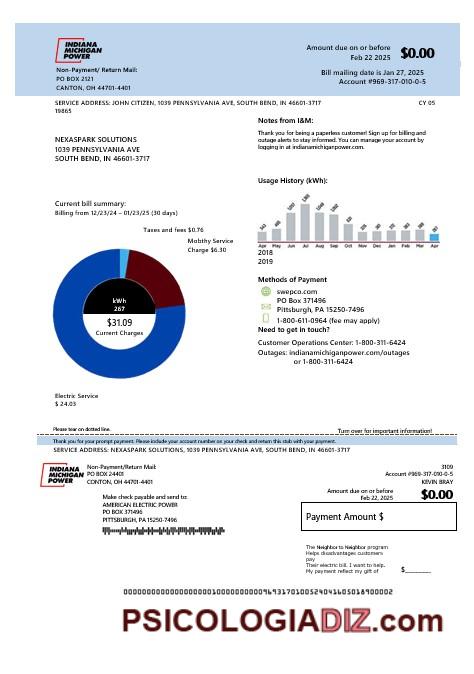 INDIANA
MICHIGAN
POWER
Amount due on or before
Feb 22 2025
$0.00
Non-Payment/ Return Mail:
PO BOX 2121
CANTON, OH 44701-4401
Bill mailing date is Jan 27, 2025
Account #969-317-010-0-5
SERVICE ADDRESS: JOHN CITIZEN, 1039 PENNSYLVANIA AVE, SOUTH BEND, IN 46601-3717
19865
CY 05
Notes from I&M:
Thank you for being a paperless customer! Sign up for billing and
outage alerts to stay informed. You can manage your account by
logging in at indianamichiganpower.com.
NEXASPARK SOLUTIONS
1039 PENNSYLVANIA AVE
SOUTH BEND, IN 46601-3717
Usage History (kWh):
Apr May Jun Jul Aug Sep Oct Nov Dec Jan Feb Mar Apr
2018
2019
Current bill summary:
Billing from 12/23/24 – 01/23/25 (30 days)
Taxes and fees $0.76
Mobthy Service
Charge $6.30
kWh
267
$31.09
Current Charges
Electric Service
$ 24.03
Methods of Payment
swepco.com
PO Box 371496
Pittsburgh, PA 15250-7496
1-800-611-0964 (fee may apply)
Need to get in touch?
Customer Operations Center: 1-800-311-6424
Outages: indianamichiganpower.com/outages
or 1-800-311-6424
Please tear on dotted line.
Turn over for important information!
Thank you for your prompt payment. Please include your account number on your check and return this stub with your payment.
SERVICE ADDRESS: NEXASPARK SOLUTIONS, 1039 PENNSYLVANIA AVE, SOUTH BEND, IN 46601-3717
INDIANA
MICHIGAN
POWER
Non-Payment/Return Mail:
PO BOX 24401
CANTON, OH 44701-4401
3109
Account #969-317-010-0-5
KEVIN BRAY
Amount due on or before
Feb 22, 2025
$0.00
Make check payable and send to:
AMERICAN ELECTRIC POWER
PO BOX 371496
PITTSBURGH, PA 15250-7496
Payment Amount $
The Neighbor to Neighbor program
Helps disadvantages customers
pay
Their electric bill. I want to help.
My payment reflect my gift of
$
PSICOLOGIADIZ.com